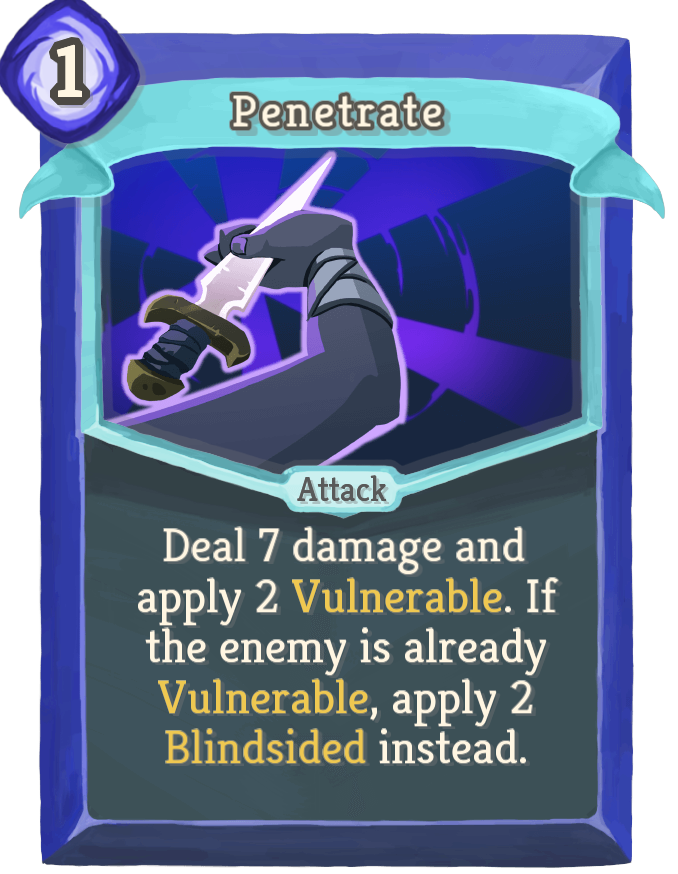 1
Penetrate
Attack
Deal 7 damage and
apply 2 Vulnerable. If
the enemy is already
Vulnerable, apply 2
Blindsided instead.